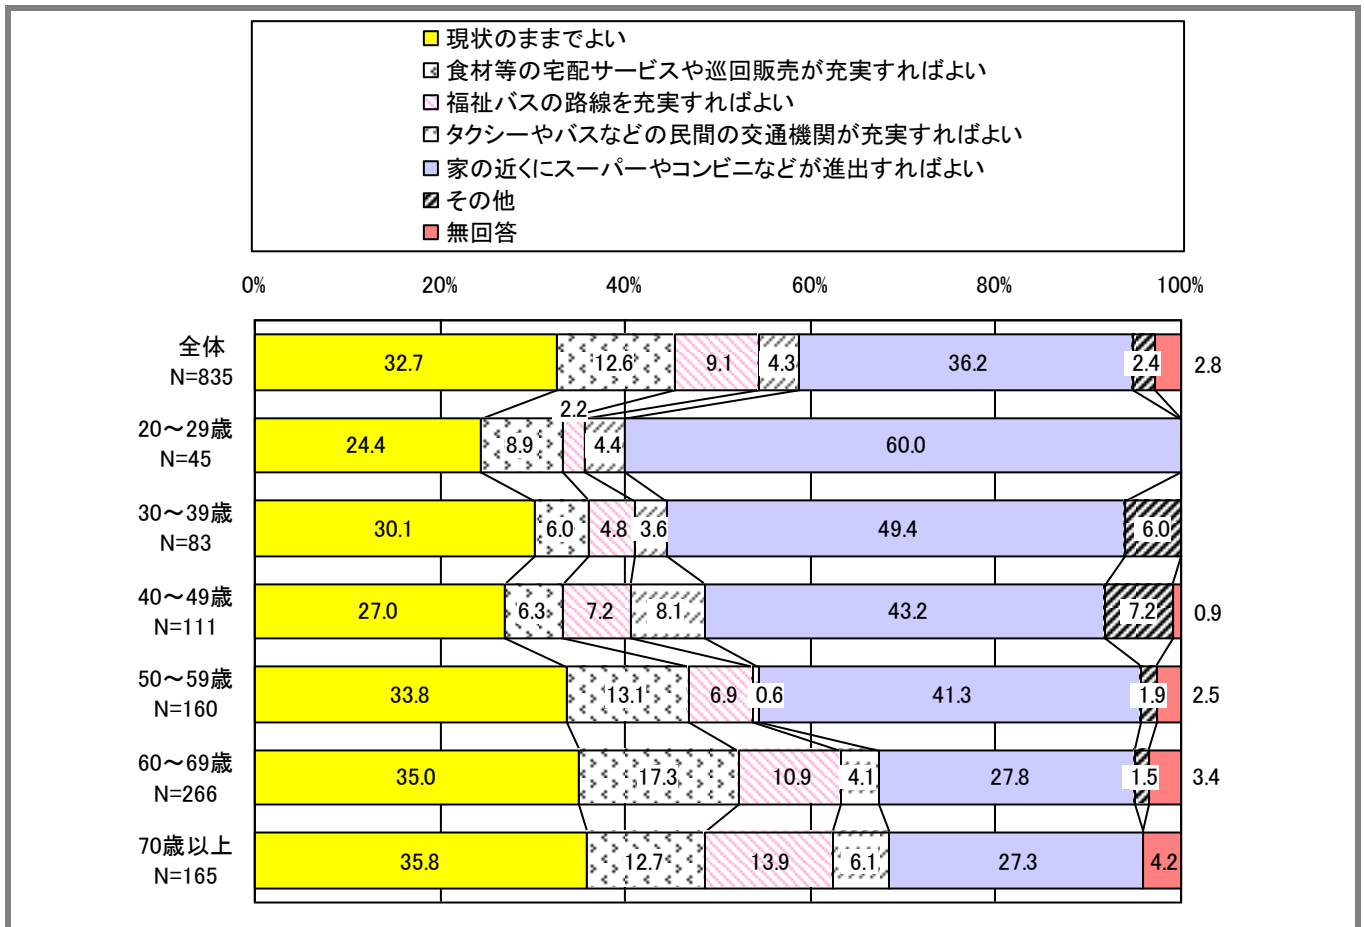 現状のままでよい
食材等の宅配サービスや巡回販売が充実すればよい
福祉バスの路線を充実すればよい
タクシーやバスなどの民間の交通機関が充実すればよい
家の近くにスーパーやコンビニなどが進出すればよい
その他
無回答
0% 20% 40% 60% 80% 100%
全体
N=835
32.7 12.6 9.1 4.3 36.2 2.4 2.8
20～29歳
N=45
24.4 8.9 2.2 4.4 60.0
30～39歳
N=83
30.1 6.0 4.8 3.6 49.4 6.0
40～49歳
N=111
27.0 6.3 7.2 8.1 43.2 7.2 0.9
50～59歳
N=160
33.8 13.1 6.9 0.6 41.3 1.9 2.5
60～69歳
N=266
35.0 17.3 10.9 4.1 27.8 1.5 3.4
70歳以上
N=165
35.8 12.7 13.9 6.1 27.3 4.2